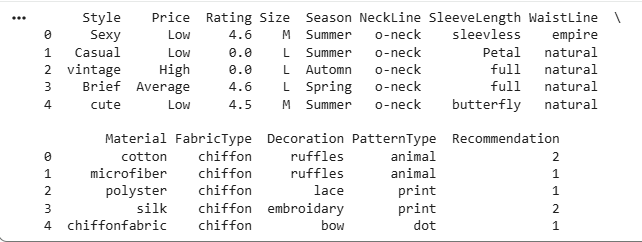 ••• Style Price Rating Size Season NeckLine SleeveLength WaistLine \
0 Sexy Low 4.6 M Summer o-neck sleevless empire
1 Casual Low 0.0 L Summer o-neck Petal natural
2 vintage High 0.0 L Automn o-neck full natural
3 Brief Average 4.6 L Spring o-neck full natural
4 cute Low 4.5 M Summer o-neck butterfly natural
Material FabricType Decoration PatternType Recommendation
0 cotton chiffon ruffles animal 2
1 microfiber chiffon ruffles animal 1
2 polyster chiffon lace print 1
3 silk chiffon embroidary print 2
4 chiffonfabric chiffon bow dot 1